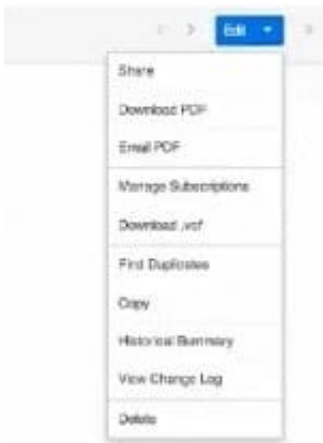 Edit
Share
Download PDF
Email PDF
Manage Subscriptions
Download .vcf
Find Duplicates
Copy
Historical Summary
View Change Log
Delete